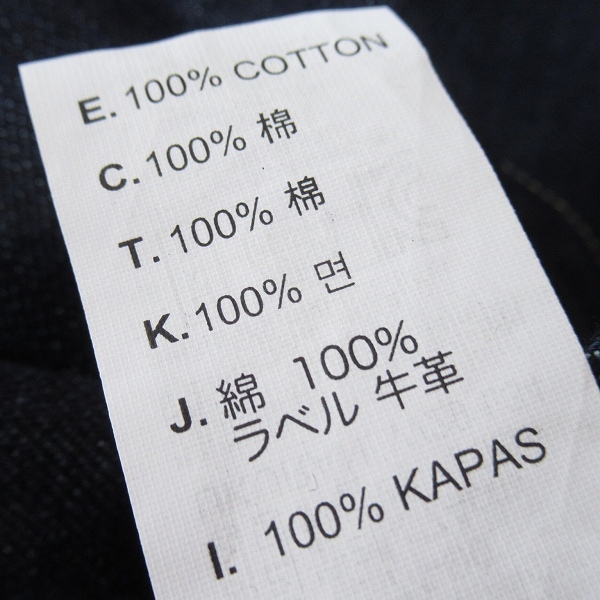 E. 100% COTTON
C. 100% 棉
T. 100% 棉
K. 100% 면
J. 綿 100%
ラベル 牛革
I. 100% KAPAS